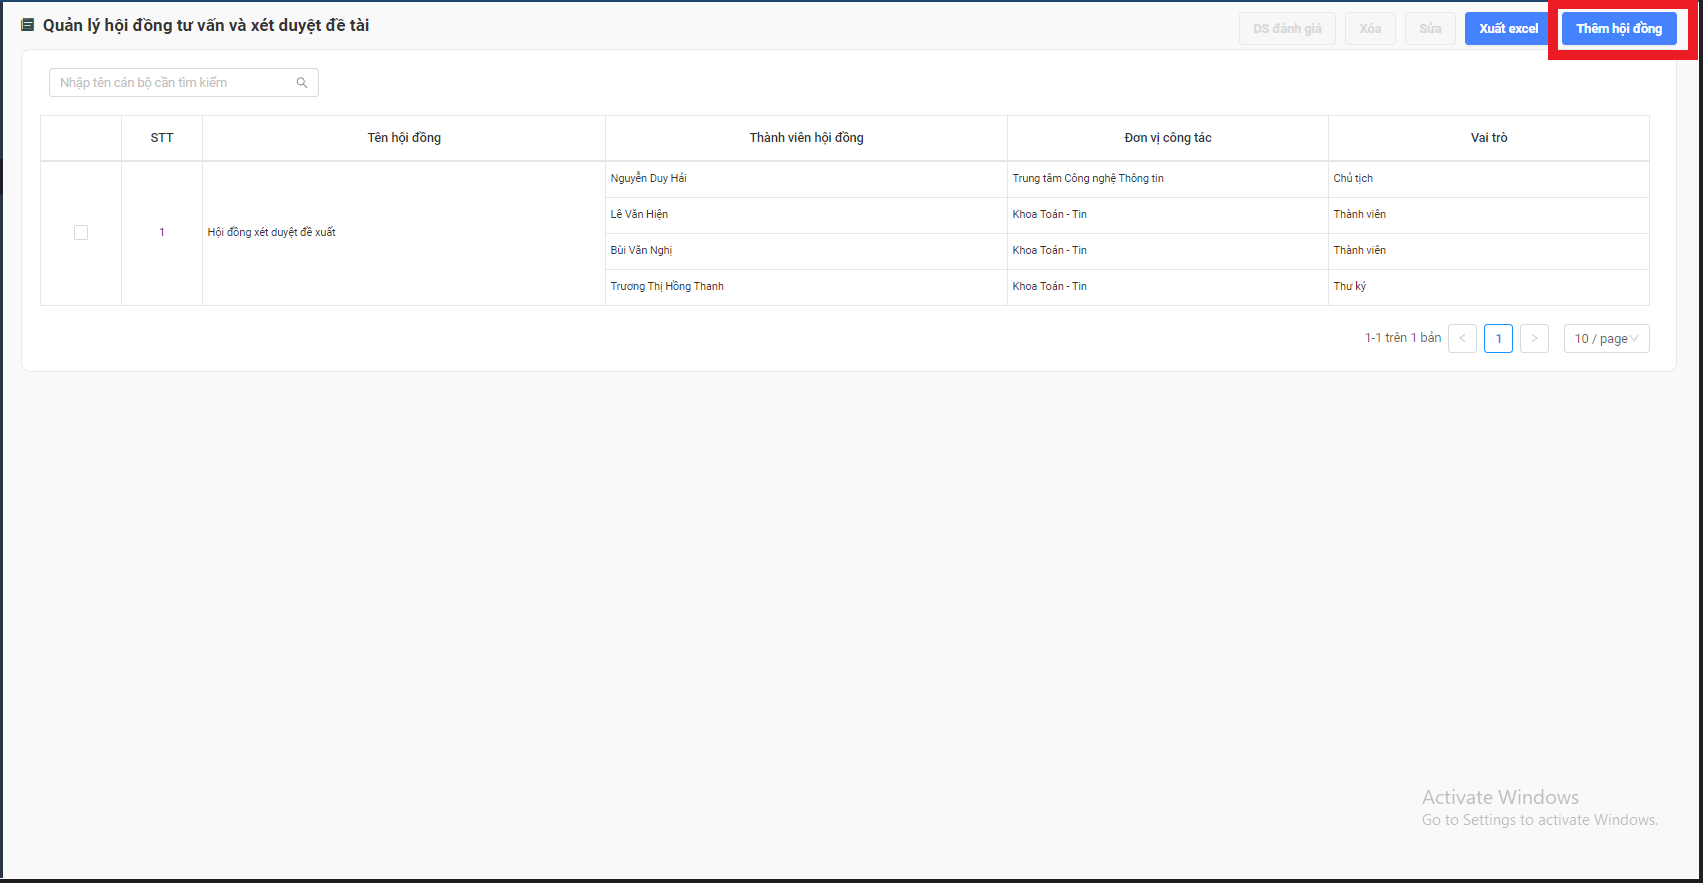 Quản lý hội đồng tư vấn và xét duyệt đề tài
DS đánh giá Xóa Sửa Xuất excel Thêm hội đồng
Nhập tên cán bộ cần tìm kiếm
STT Tên hội đồng Thành viên hội đồng Đơn vị công tác Vai trò
1 Hội đồng xét duyệt đề xuất
Nguyễn Duy Hải Trung tâm Công nghệ Thông tin Chủ tịch
Lê Văn Hiện Khoa Toán - Tin Thành viên
Bùi Văn Nghị Khoa Toán - Tin Thành viên
Trương Thị Hồng Thanh Khoa Toán - Tin Thư ký
1-1 trên 1 bản < 1 > 10 / page
Activate Windows
Go to Settings to activate Windows.